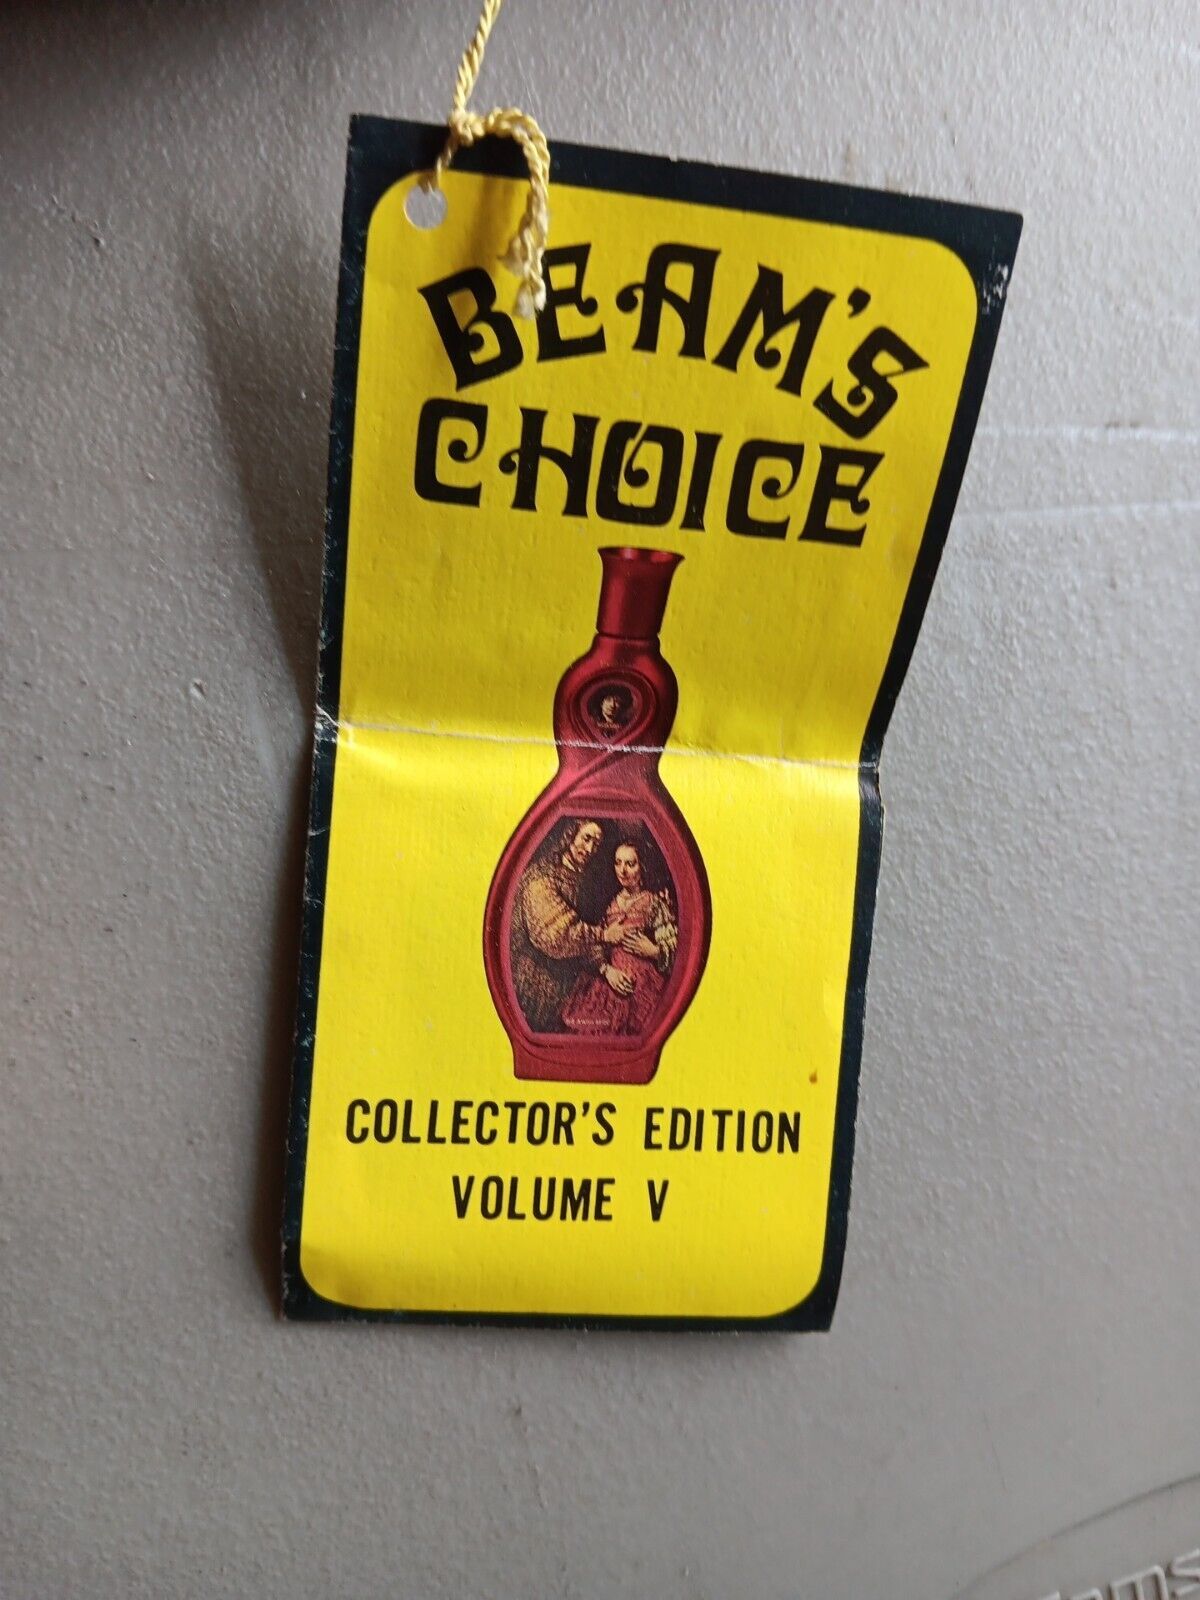 BEAM'S
CHOICE
COLLECTOR'S EDITION
VOLUME V